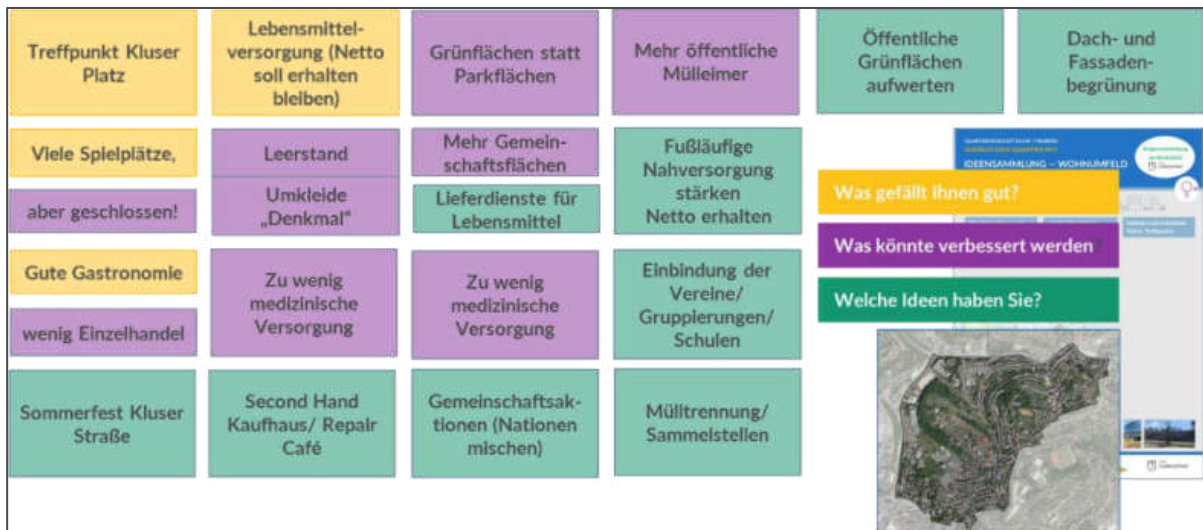 Treffpunkt Kluser
Platz
Lebensmittel-
versorgung (Netto
soll erhalten
bleiben)
Grünflächen statt
Parkflächen
Mehr öffentliche
Mülleimer
Öffentliche
Grünflächen
aufwerten
Dach- und
Fassaden-
begrünung
Viele Spielplätze,
aber geschlossen!
Leerstand
Umkleide
„Denkmal“
Mehr Gemein-
schaftsflächen
Lieferdienste für
Lebensmittel
Fußläufige
Nahversorgung
stärken
Netto erhalten
IDEENSAMMLUNG – WOHNUMFELD
Was gefällt Ihnen gut?
Was könnte verbessert werden?
Welche Ideen haben Sie?
Gute Gastronomie
wenig Einzelhandel
Zu wenig
medizinische
Versorgung
Zu wenig
medizinische
Versorgung
Einbindung der
Vereine/
Gruppierungen/
Schulen
Sommerfest Kluser
Straße
Second Hand
Kaufhaus/ Repair
Café
Gemeinschaftsak-
tionen (Nationen
mischen)
Mülltrennung/
Sammelstellen